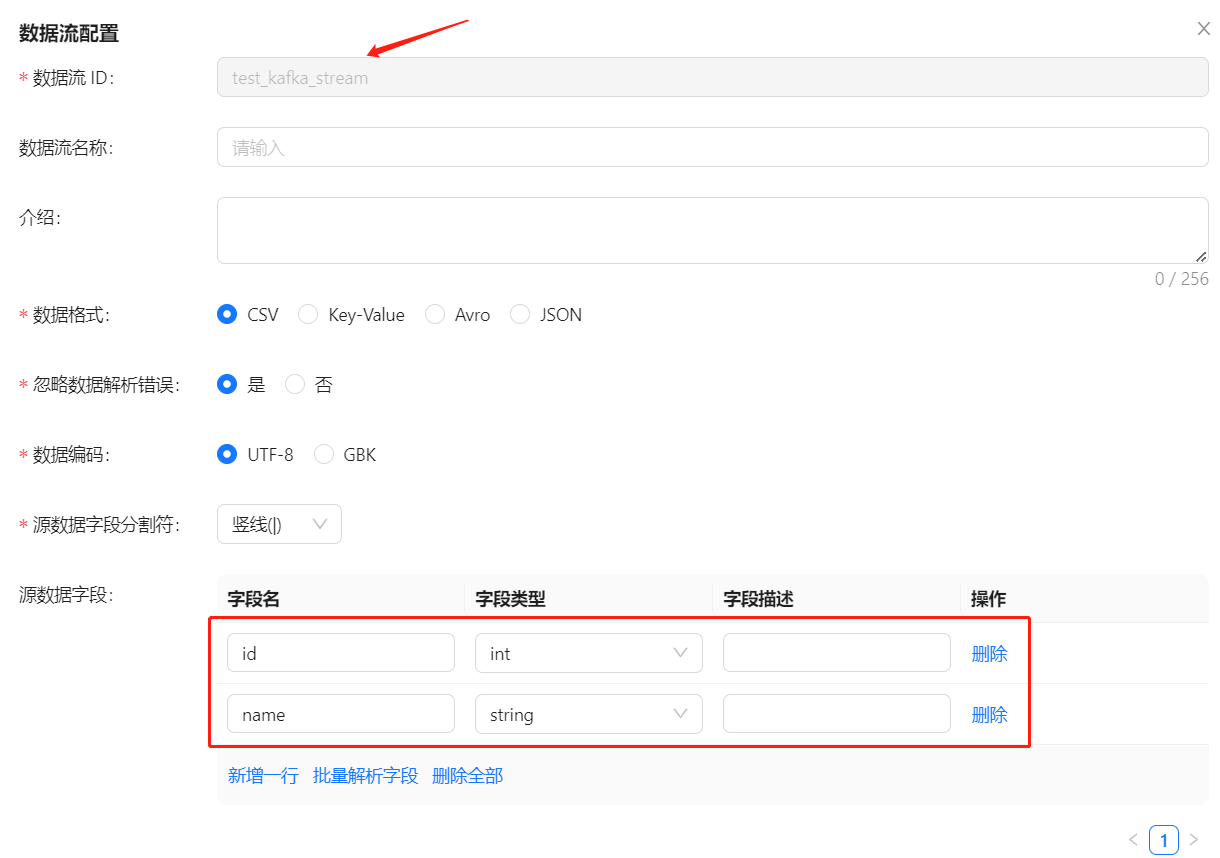 数据流配置
* 数据流 ID: test_kafka_stream
数据流名称: 请输入
介绍:
0 / 256
* 数据格式: CSV Key-Value Avro JSON
* 忽略数据解析错误: 是 否
* 数据编码: UTF-8 GBK
* 源数据字段分割符: 竖线(|)
源数据字段: 字段名 字段类型 字段描述 操作
id int 删除
name string 删除
新增一行 批量解析字段 删除全部
< 1 >